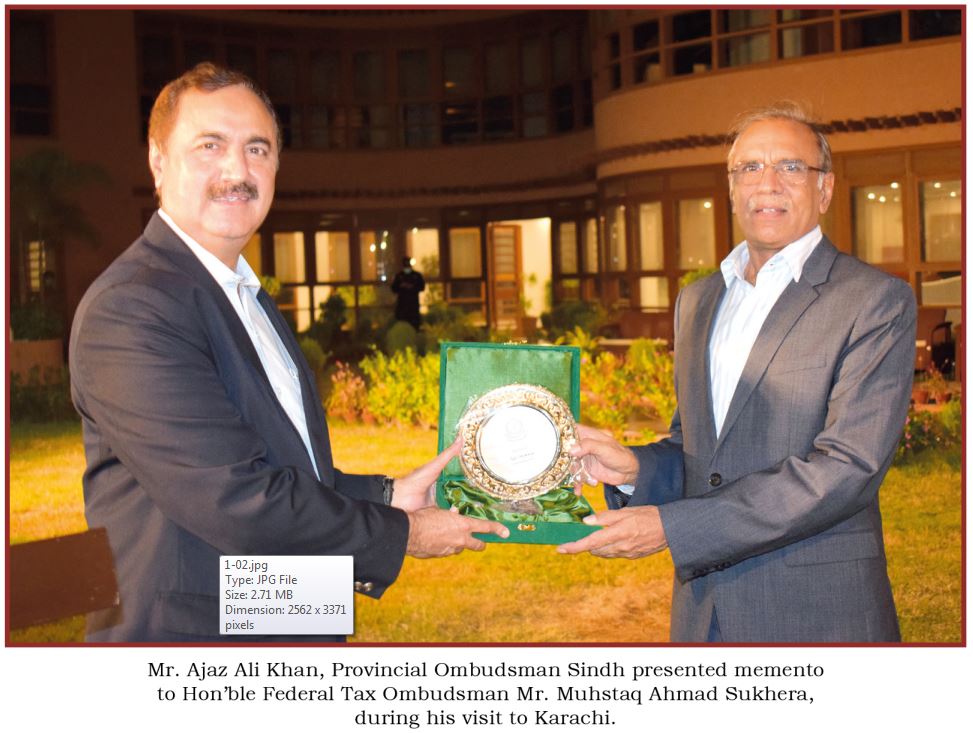 1-02.jpg
Type: JPG File
Size: 2.71 MB
Dimension: 2562 x 3371
pixels
Mr. Ajaz Ali Khan, Provincial Ombudsman Sindh presented memento
to Hon’ble Federal Tax Ombudsman Mr. Muhstaq Ahmad Sukhera,
during his visit to Karachi.